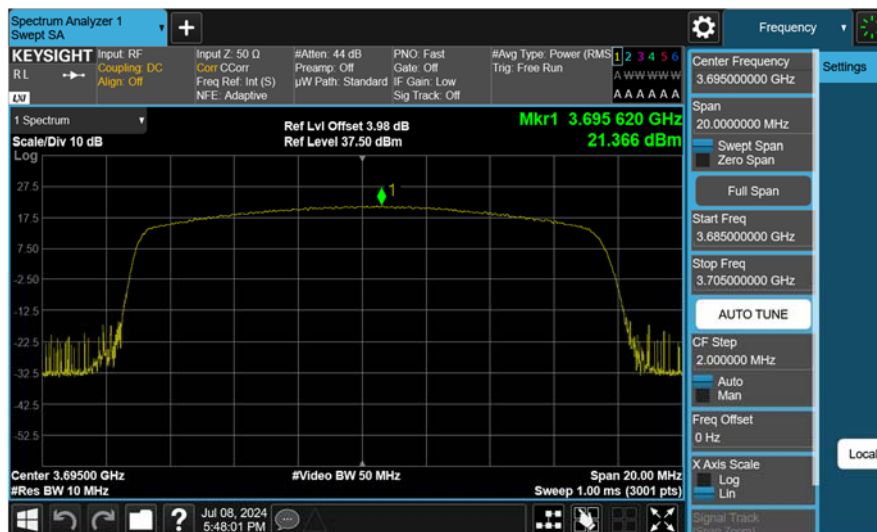 Spectrum Analyzer 1
Swept SA
Frequency
KEYSIGHT
R L
LXI
Input: RF
Coupling: DC
Align: Off
Input Z: 50 Ω
Corr CCorr
Freq Ref: Int (S)
NFE: Adaptive
#Atten: 44 dB
Preamp: Off
µW Path: Standard
PNO: Fast
Gate: Off
IF Gain: Low
Sig Track: Off
#Avg Type: Power (RMS
Trig: Free Run
1 2 3 4 5 6
A W W W W W
A A A A A A
1 Spectrum
Scale/Div 10 dB
Log
Ref Lvl Offset 3.98 dB
Ref Level 37.50 dBm
Mkr1 3.695 620 GHz
21.366 dBm
1
27.5
17.5
7.50
-2.50
-12.5
-22.5
-32.5
-42.5
-52.5
Center 3.69500 GHz
#Res BW 10 MHz
#Video BW 50 MHz
Span 20.00 MHz
Sweep 1.00 ms (3001 pts)
Jul 08, 2024
5:48:01 PM
Center Frequency
3.695000000 GHz
Span
20.0000000 MHz
Swept Span
Zero Span
Full Span
Start Freq
3.685000000 GHz
Stop Freq
3.705000000 GHz
AUTO TUNE
CF Step
2.000000 MHz
Auto
Man
Freq Offset
0 Hz
X Axis Scale
Log
Lin
Signal Track
(Span Zoom)
Settings
Local